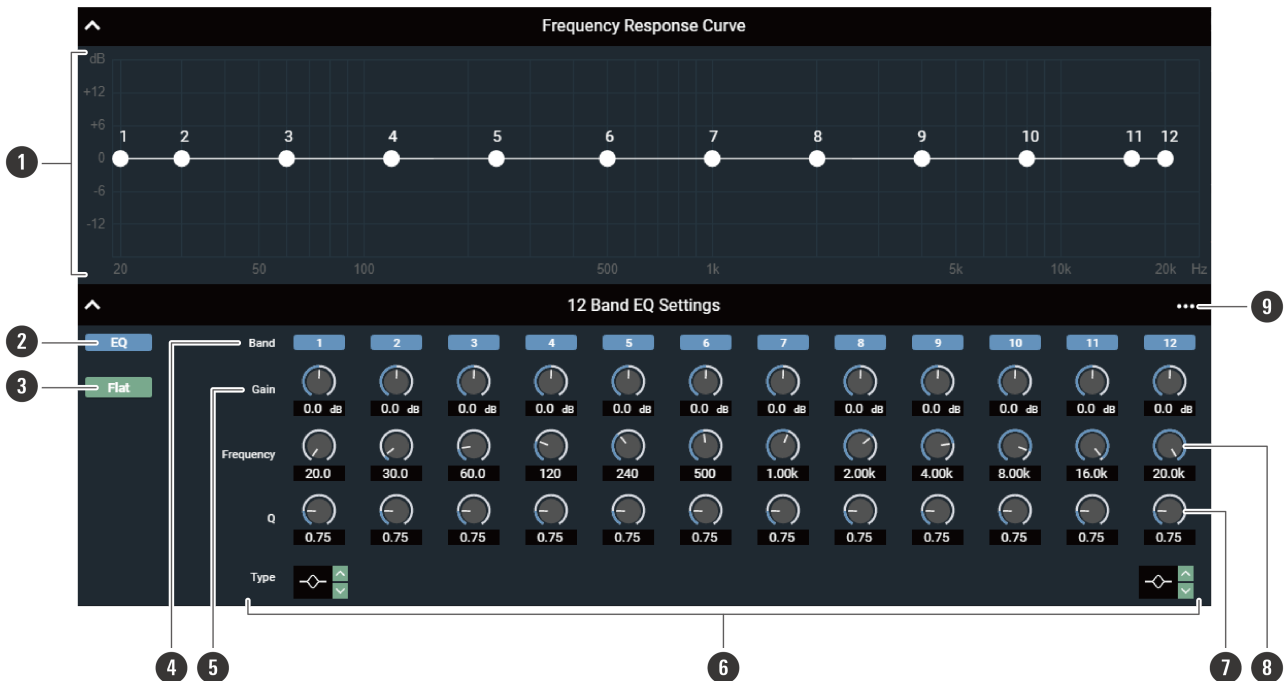 Frequency Response Curve
dB
+12
+6
0
-6
-12
1 2 3 4 5 6 7 8 9 10 11 12
20 50 100 500 1k 5k 10k 20k Hz
1
12 Band EQ Settings
9
2
EQ
Band 1 2 3 4 5 6 7 8 9 10 11 12
3
Flat
Gain
0.0 dB 0.0 dB 0.0 dB 0.0 dB 0.0 dB 0.0 dB 0.0 dB 0.0 dB 0.0 dB 0.0 dB 0.0 dB 0.0 dB
Frequency
20.0 30.0 60.0 120 240 500 1.00k 2.00k 4.00k 8.00k 16.0k 20.0k
Q
0.75 0.75 0.75 0.75 0.75 0.75 0.75 0.75 0.75 0.75 0.75 0.75
Type
4 5 6 7 8